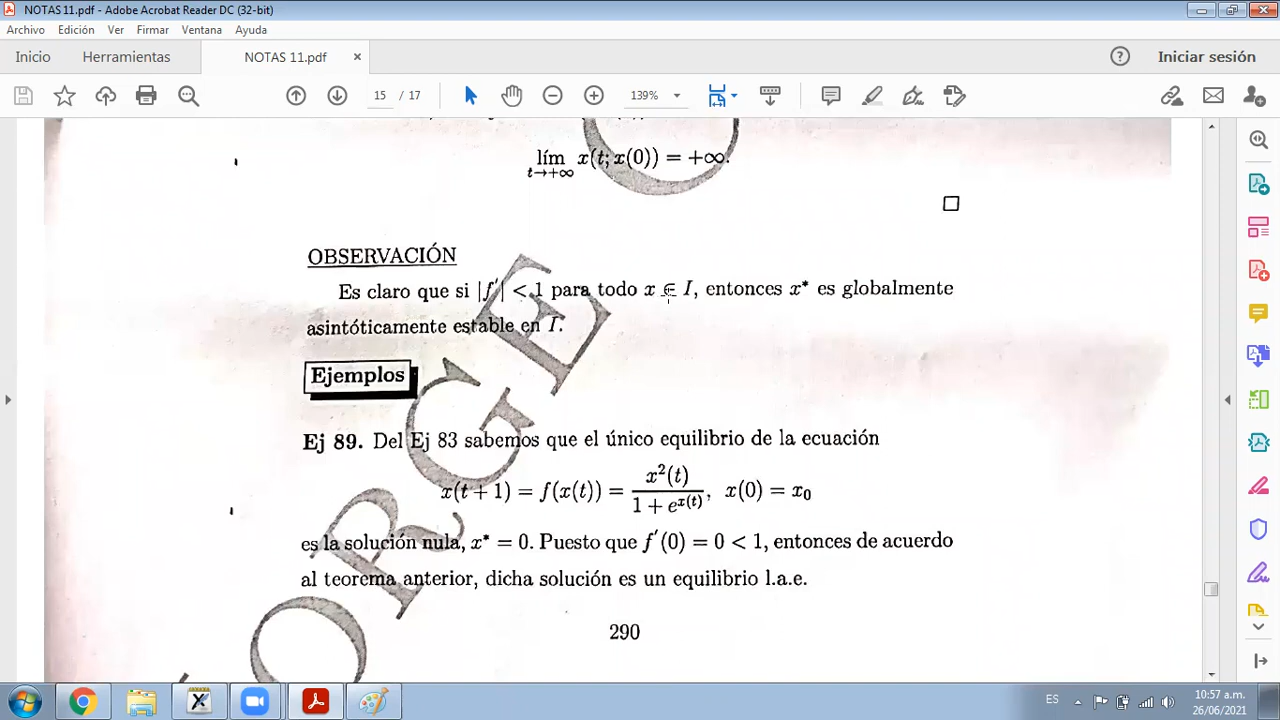 NOTAS 11.pdf - Adobe Acrobat Reader DC (32-bit)
Archivo Edición Ver Firmar Ventana Ayuda
Inicio Herramientas NOTAS 11.pdf × Iniciar sesión
15 / 17 139%
lím x(t; x(0)) = +∞.
t→+∞
□
OBSERVACIÓN
Es claro que si |f'| < 1 para todo x ∈ I, entonces x* es globalmente
asintóticamente estable en I.
Ejemplos
Ej 89. Del Ej 83 sabemos que el único equilibrio de la ecuación
x(t + 1) = f(x(t)) = x²(t) / 1 + e^x(t), x(0) = x₀
es la solución nula, x* = 0. Puesto que f'(0) = 0 < 1, entonces de acuerdo
al teorema anterior, dicha solución es un equilibrio l.a.e.
290
ORGE
ES 10:57 a.m.
26/06/2021